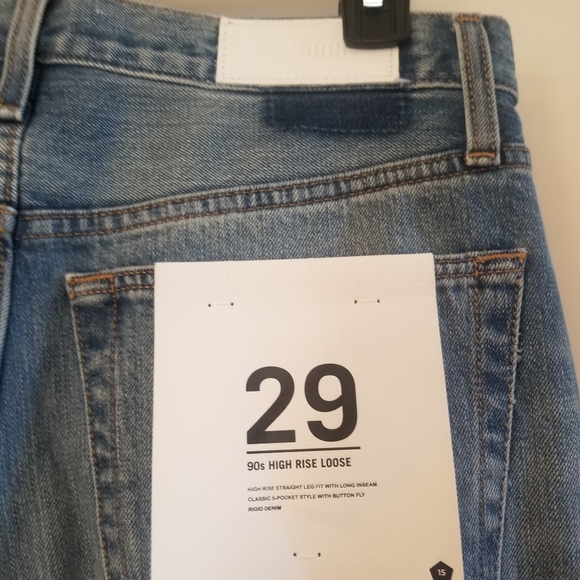 29
90s HIGH RISE LOOSE
HIGH RISE STRAIGHT LEG FIT WITH LONG INSEAM
CLASSIC 5-POCKET STYLE WITH BUTTON FLY
RIGID DENIM
15